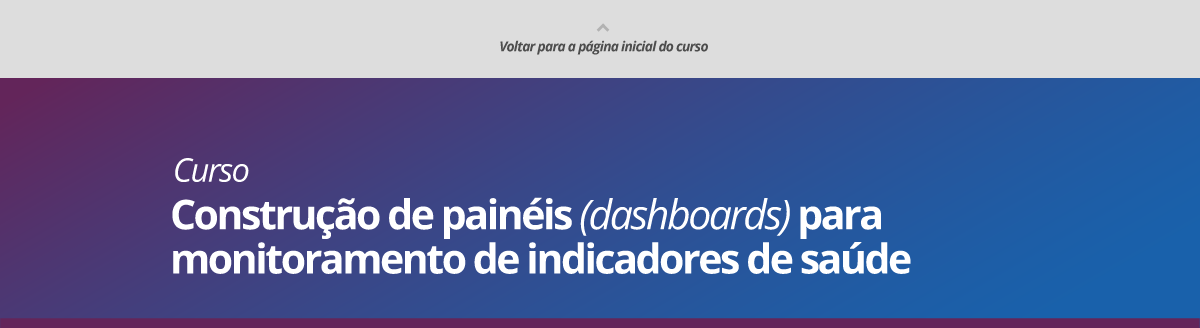 Voltar para a página inicial do curso
Curso
Construção de painéis (dashboards) para
monitoramento de indicadores de saúde